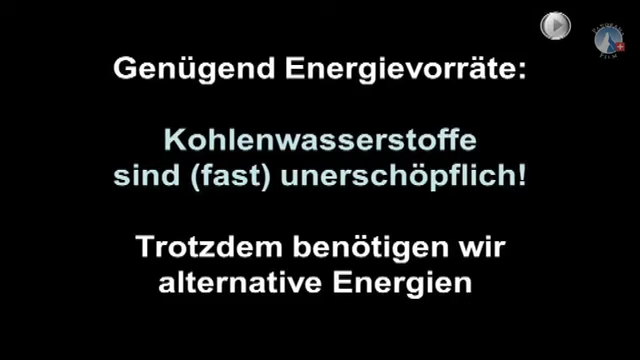 Genügend Energievorräte:
Kohlenwasserstoffe
sind (fast) unerschöpflich!
Trotzdem benötigen wir
alternative Energien